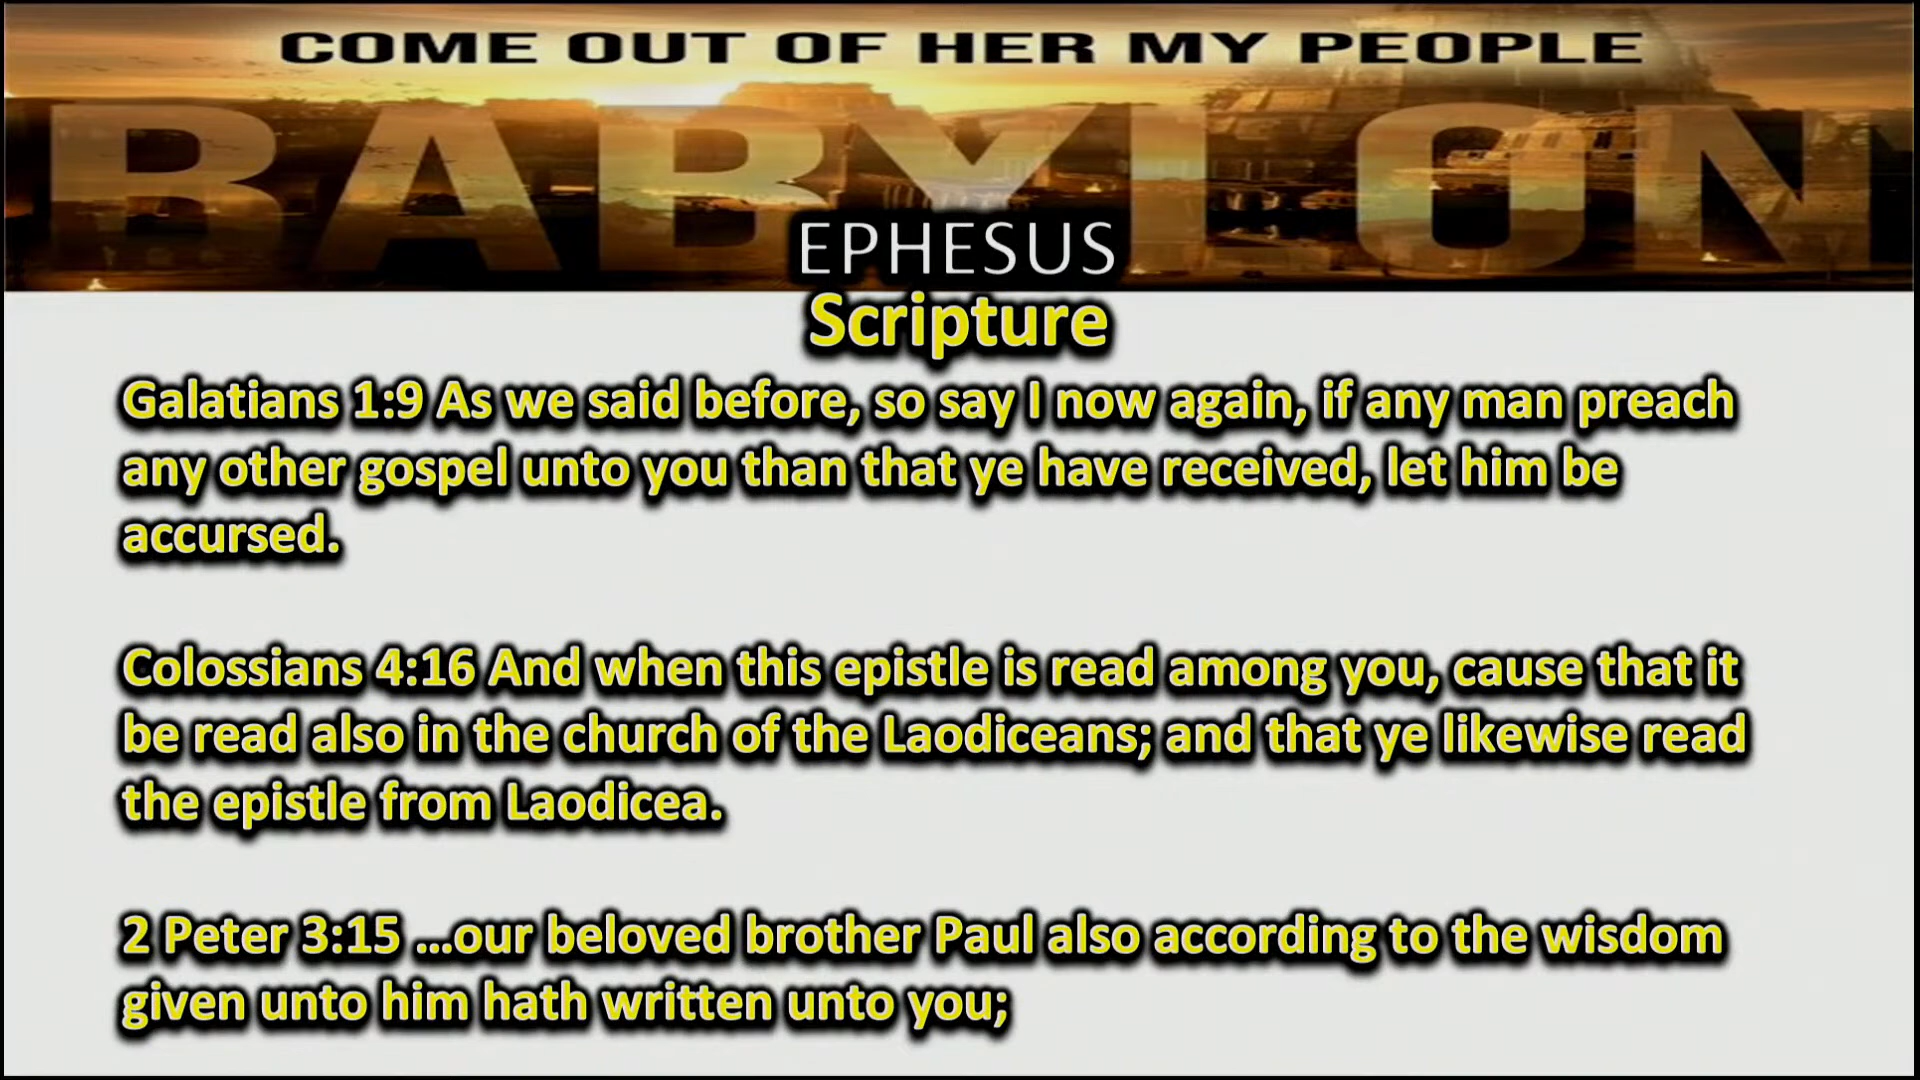 COME OUT OF HER MY PEOPLE
BABYLON
EPHESUS
Scripture
Galatians 1:9 As we said before, so say I now again, if any man preach
any other gospel unto you than that ye have received, let him be
accursed.
Colossians 4:16 And when this epistle is read among you, cause that it
be read also in the church of the Laodiceans; and that ye likewise read
the epistle from Laodicea.
2 Peter 3:15 ...our beloved brother Paul also according to the wisdom
given unto him hath written unto you;